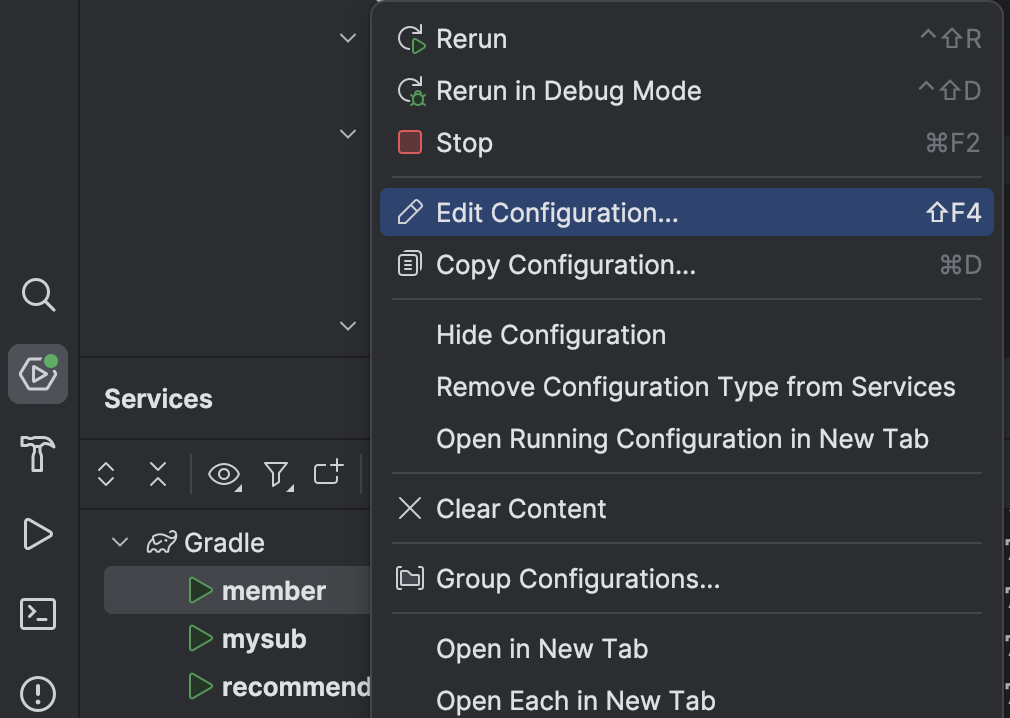 Rerun ⌃⇧R
Rerun in Debug Mode ⌃⇧D
Stop ⌘F2
Edit Configuration... ⇧F4
Copy Configuration... ⌘D
Hide Configuration
Remove Configuration Type from Services
Open Running Configuration in New Tab
Clear Content
Group Configurations...
Open in New Tab
Open Each in New Tab
Services
Gradle
member
mysub
recommend